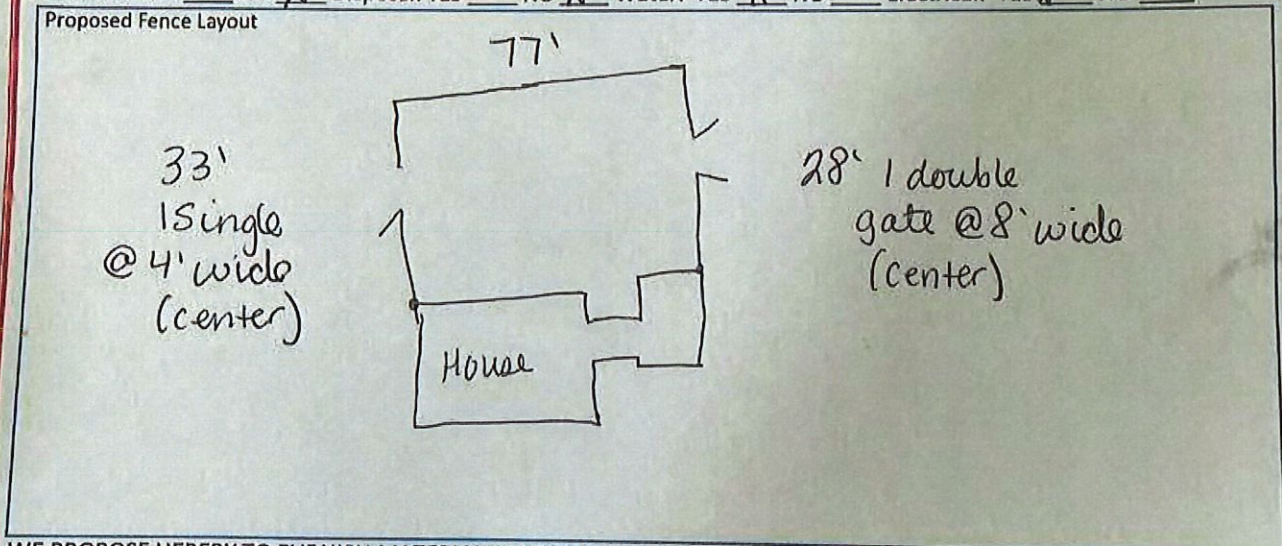 Proposed Fence Layout
77'
33'
1 Single
@ 4' wide
(center)
28' 1 double
gate @ 8' wide
(center)
House